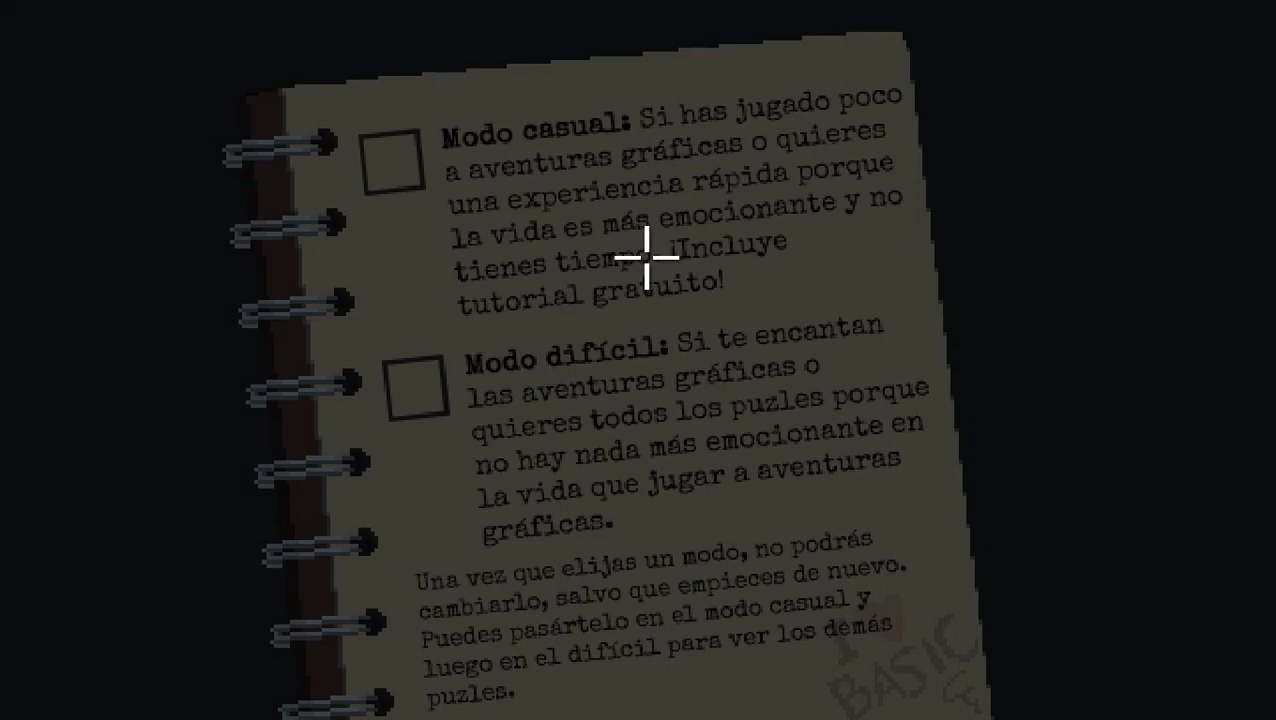 Modo casual: Si has jugado poco
a aventuras gráficas o quieres
una experiencia rápida porque
la vida es más emocionante y no
tienes tiempo. ¡Incluye
tutorial gratuito!
Modo difícil: Si te encantan
las aventuras gráficas o
quieres todos los puzles porque
no hay nada más emocionante en
la vida que jugar a aventuras
gráficas.
Una vez que elijas un modo, no podrás
cambiarlo, salvo que empieces de nuevo.
Puedes pasártelo en el modo casual y
luego en el difícil para ver los demás
puzles.
I
BASIC